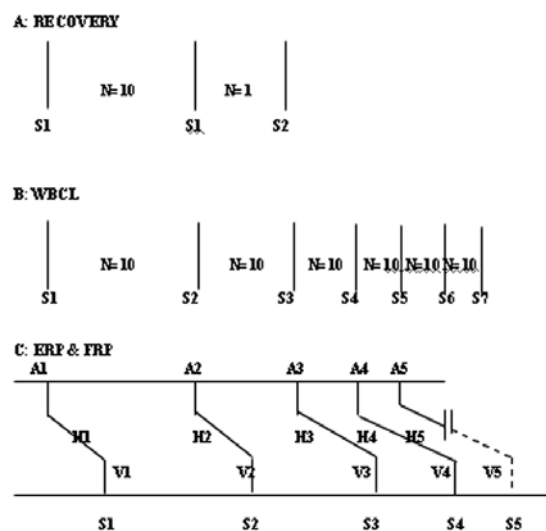 A: RECOVERY
N=10 N=1
S1 S1 S2
B: WBCL
N=10 N=10 N=10 N=10 N=10 N=10
S1 S2 S3 S4 S5 S6 S7
C: ERP & FRP
A1 A2 A3 A4 A5
H1 H2 H3 H4 H5
V1 V2 V3 V4 V5
S1 S2 S3 S4 S5